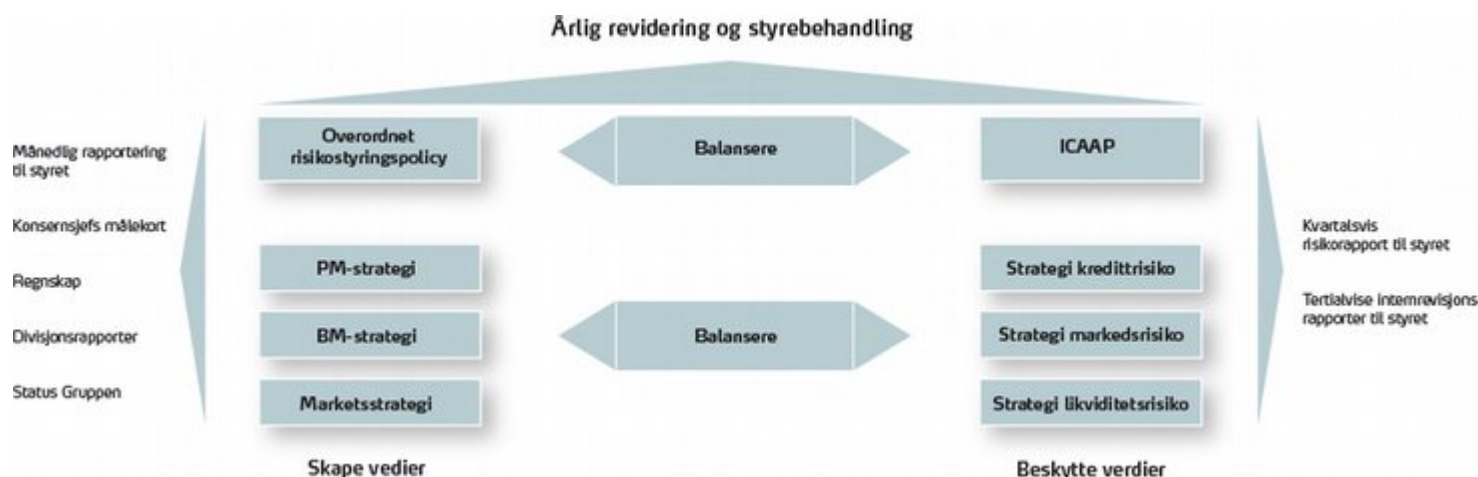 Årlig revidering og styrebehandling
Månedlig rapportering
til styret
Konsernsjefs målekort
Regnskap
Divisjonsrapporter
Status Gruppen
Overordnet
risikostyringspolicy
PM-strategi
BM-strategi
Marketsstrategi
Skape vedier
Balansere
Balansere
ICAAP
Strategi kredittrisiko
Strategi markedsrisiko
Strategi likviditetsrisiko
Beskytte verdier
Kvartalsvis
risikorapport til styret
Tertialvise internrevisjons
rapporter til styret